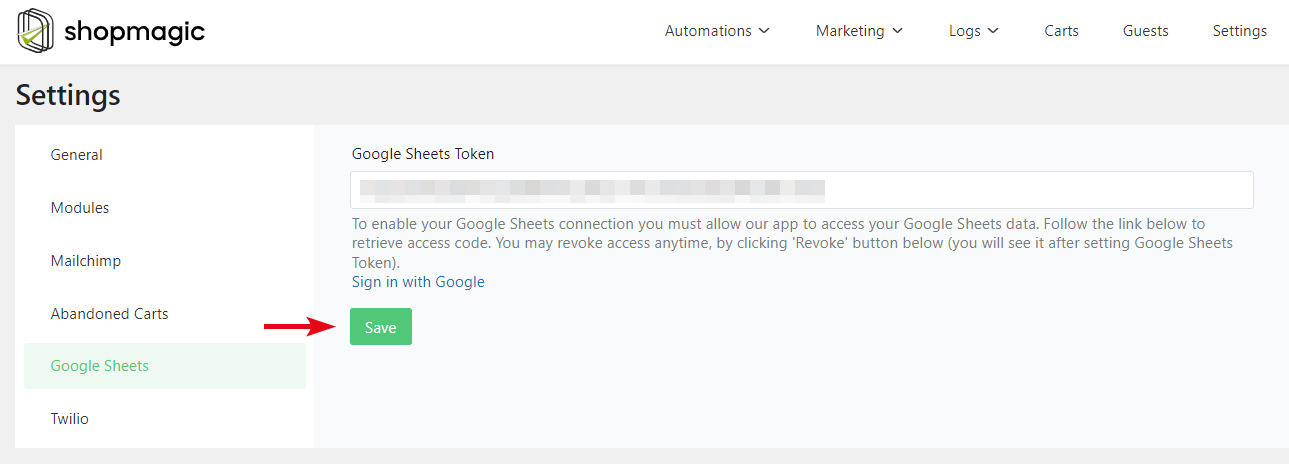 shopmagic
Automations
Marketing
Logs
Carts
Guests
Settings
Settings
General
Modules
Mailchimp
Abandoned Carts
Google Sheets
Twilio
Google Sheets Token
To enable your Google Sheets connection you must allow our app to access your Google Sheets data. Follow the link below to
retrieve access code. You may revoke access anytime, by clicking 'Revoke' button below (you will see it after setting Google Sheets
Token).
Sign in with Google
Save